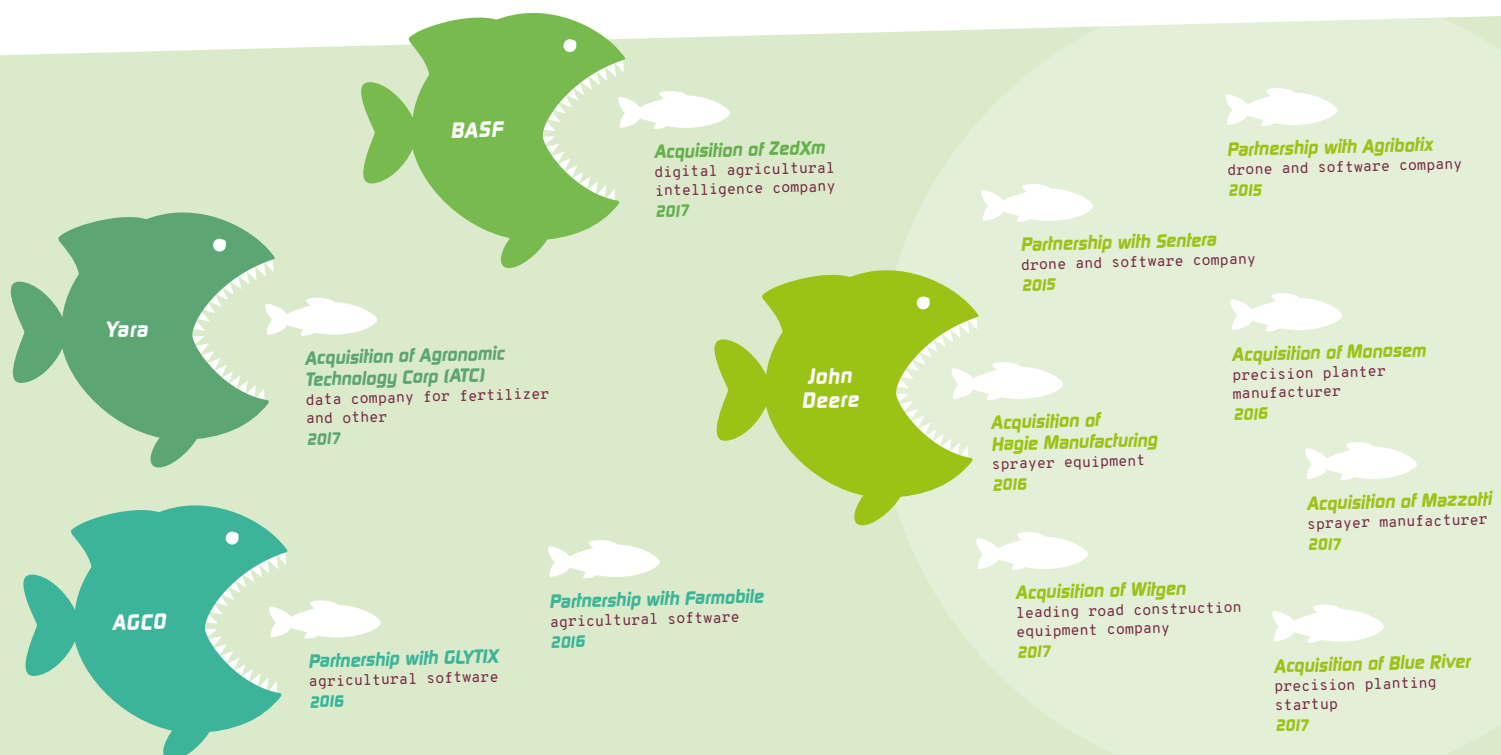 BASF
Acquisition of ZedXm
digital agricultural
intelligence company
2017
Yara
Acquisition of Agronomic
Technology Corp (ATC)
data company for fertilizer
and other
2017
AGCO
Partnership with GLYTIX
agricultural software
2016
Partnership with Farmobile
agricultural software
2016
John
Deere
Partnership with Agribotix
drone and software company
2015
Partnership with Sentera
drone and software company
2015
Acquisition of Monosem
precision planter
manufacturer
2016
Acquisition of
Hagie Manufacturing
sprayer equipment
2016
Acquisition of Mazzotti
sprayer manufacturer
2017
Acquisition of Witgen
leading road construction
equipment company
2017
Acquisition of Blue River
precision planting
startup
2017